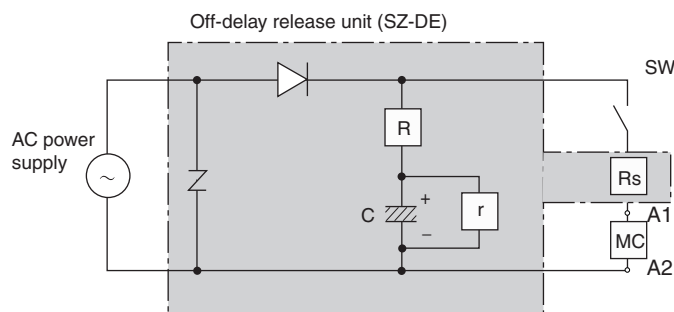 Off-delay release unit (SZ-DE)
SW
AC power
supply
~
R
Rs
C
+
r
A1
−
MC
A2